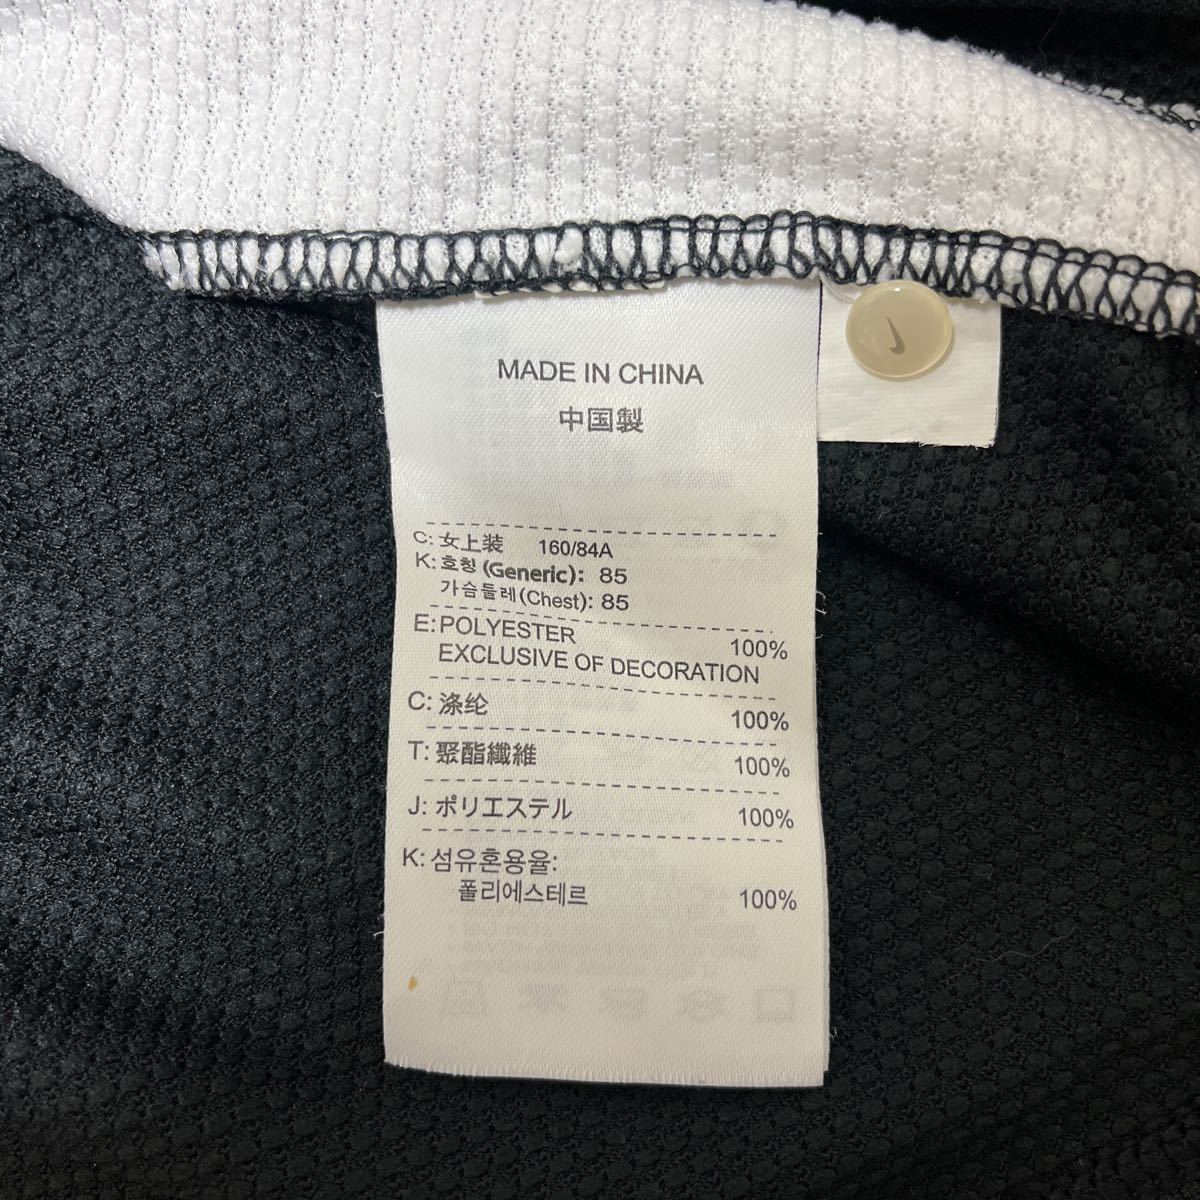 MADE IN CHINA
中国製
C: 女上装 160/84A
K: 호칭 (Generic): 85
가슴둘레(Chest): 85
E: POLYESTER 100%
EXCLUSIVE OF DECORATION
C: 涤纶 100%
T: 聚酯纖維 100%
J: ポリエステル 100%
K: 섬유혼용율:
폴리에스테르 100%